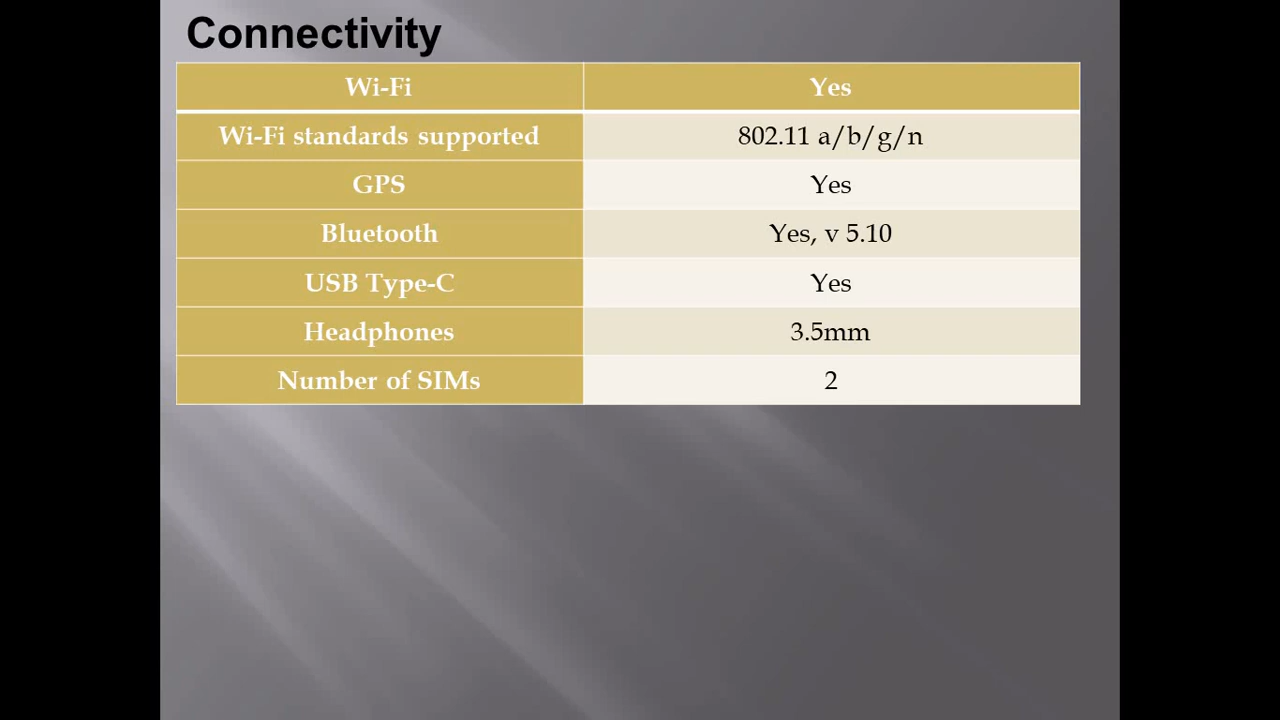 Connectivity
Wi-Fi Yes
Wi-Fi standards supported 802.11 a/b/g/n
GPS Yes
Bluetooth Yes, v 5.10
USB Type-C Yes
Headphones 3.5mm
Number of SIMs 2